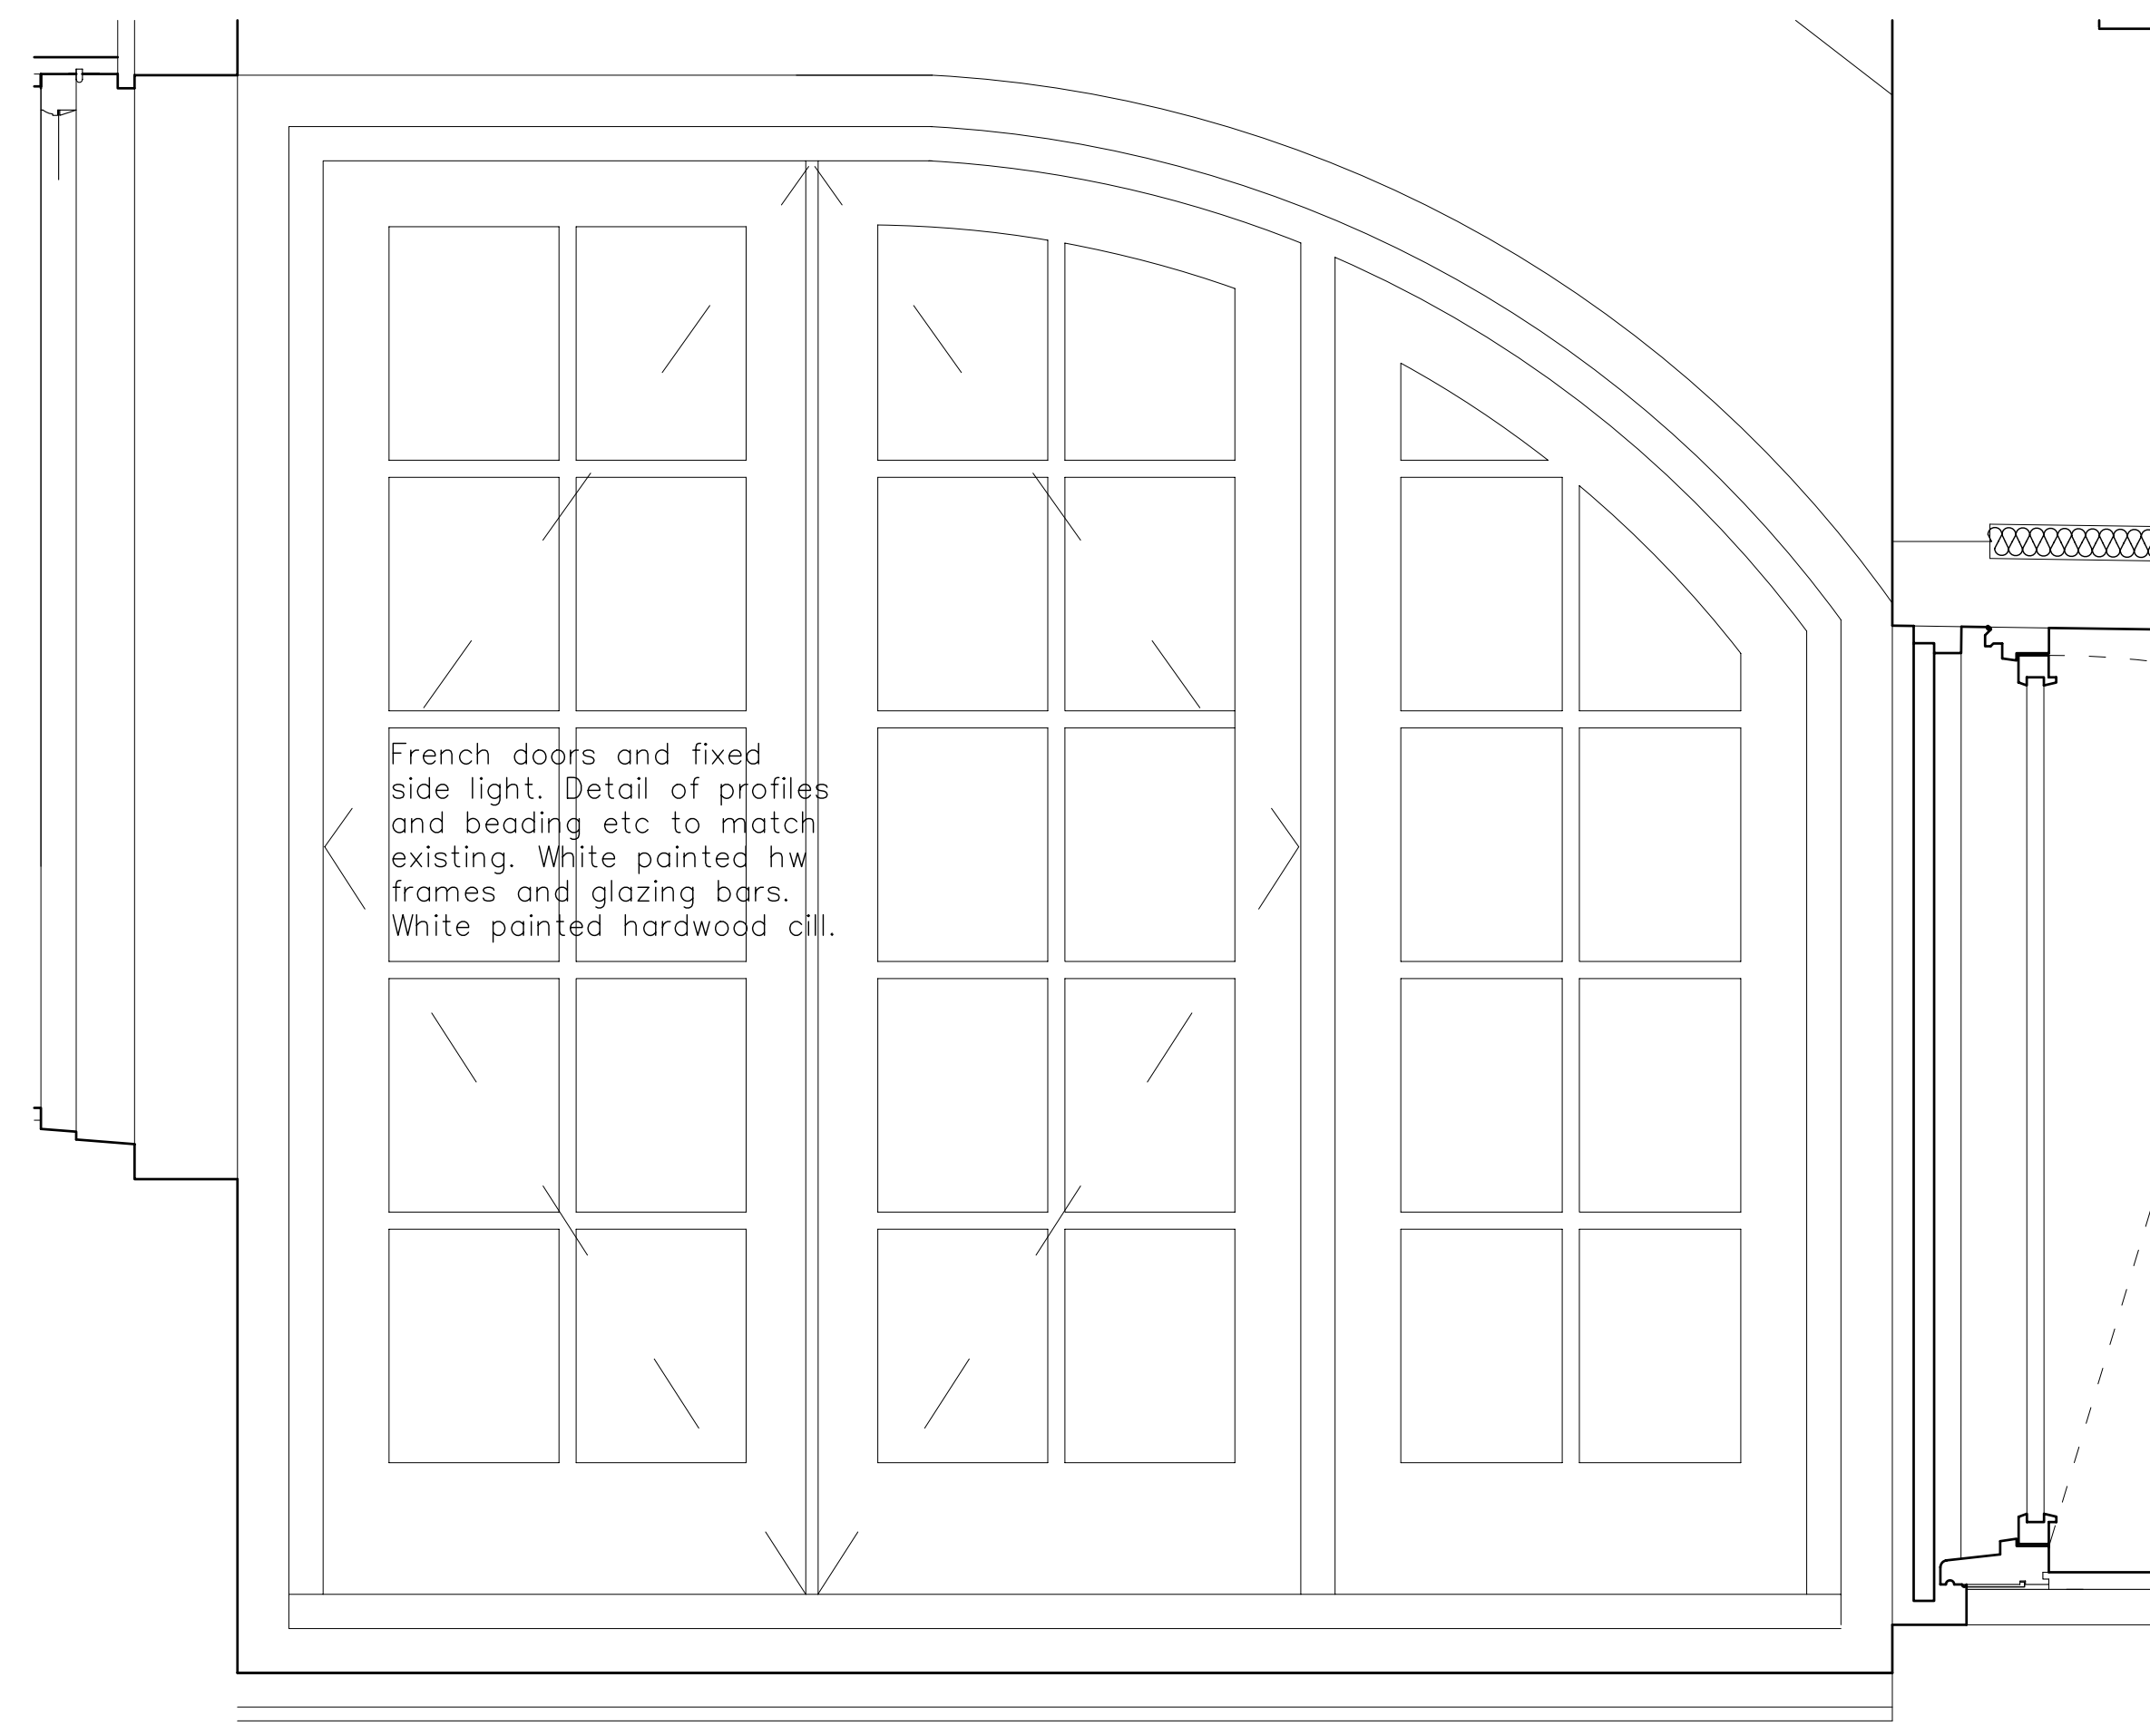 French doors and fixed
side light. Detail of profiles
and beading etc to match
existing. White painted hw
frames and glazing bars.
White painted hardwood cill.